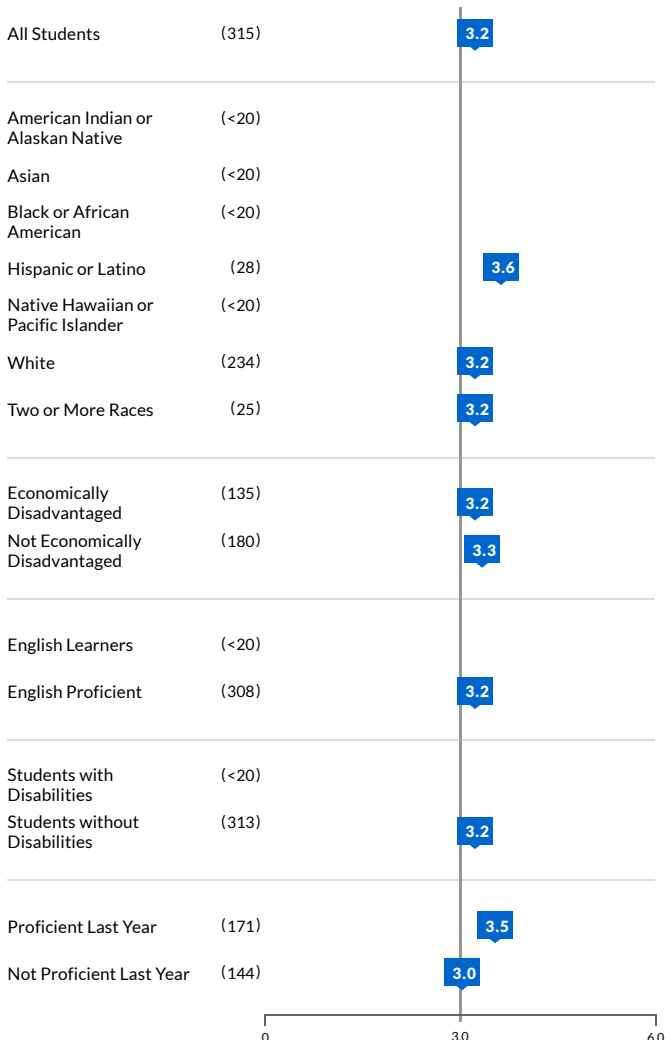 All Students (315) 3.2
American Indian or (<20)
Alaskan Native
Asian (<20)
Black or African (<20)
American
Hispanic or Latino (28) 3.6
Native Hawaiian or (<20)
Pacific Islander
White (234) 3.2
Two or More Races (25) 3.2
Economically (135) 3.2
Disadvantaged
Not Economically (180) 3.3
Disadvantaged
English Learners (<20)
English Proficient (308) 3.2
Students with (<20)
Disabilities
Students without (313) 3.2
Disabilities
Proficient Last Year (171) 3.5
Not Proficient Last Year (144) 3.0
0 3.0 6.0